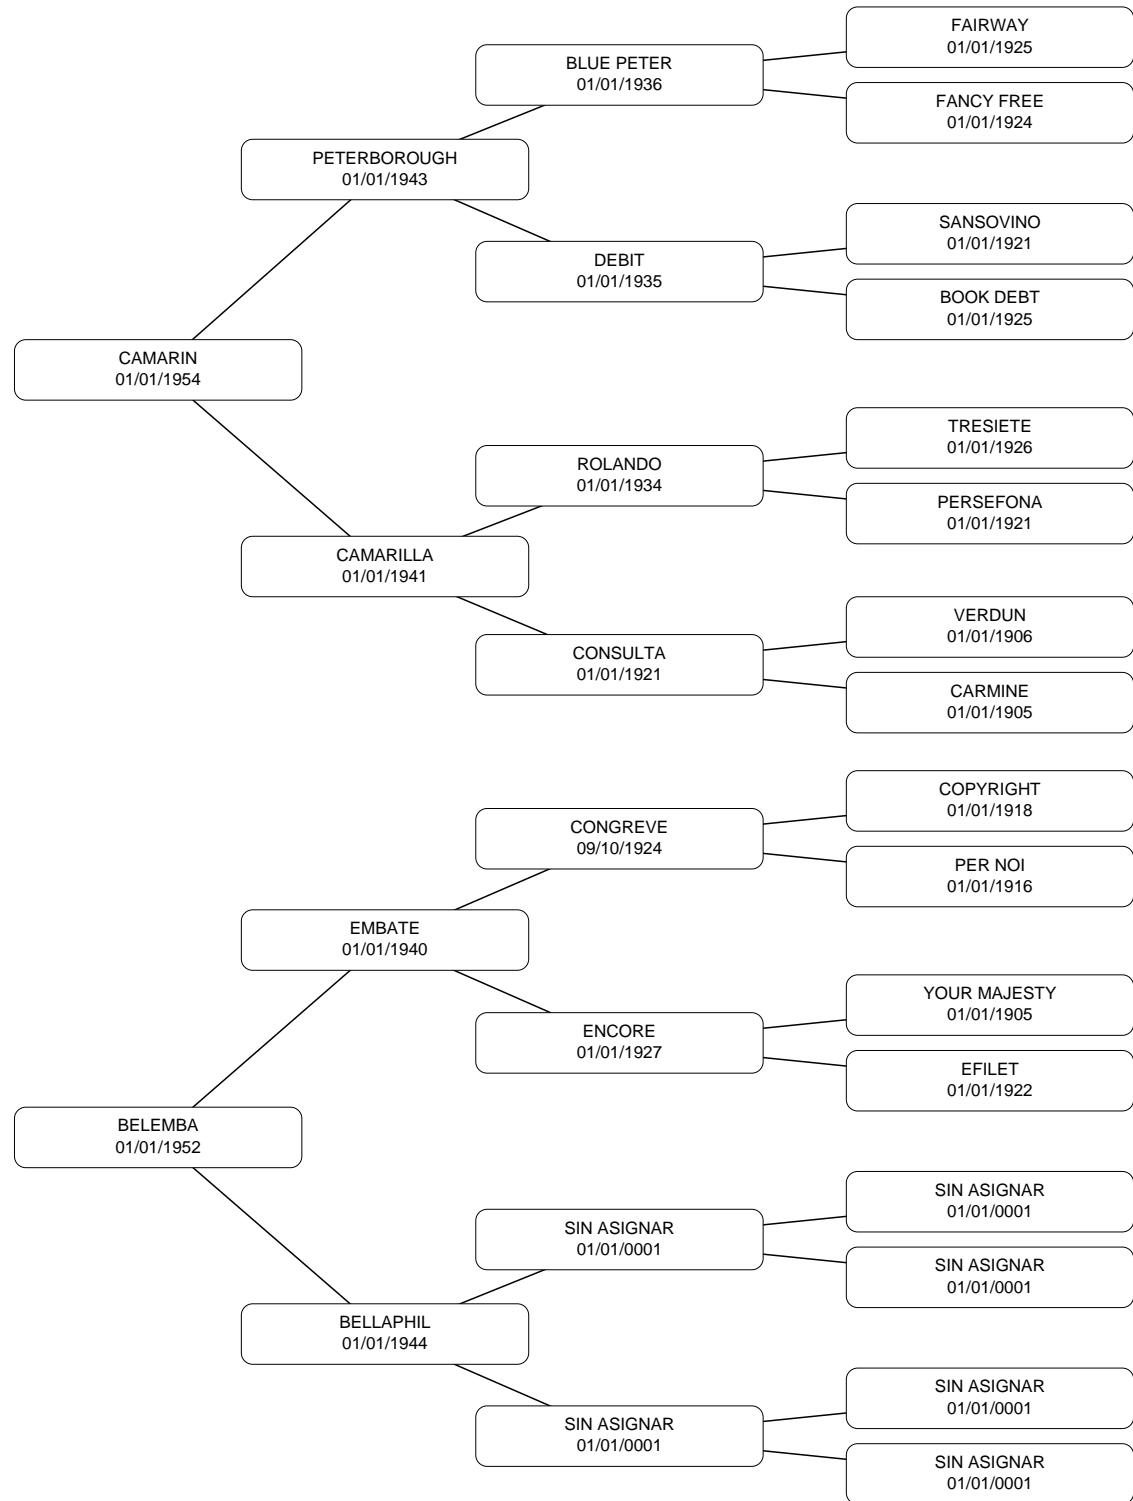 FAIRWAY
01/01/1925
BLUE PETER
01/01/1936
FANCY FREE
01/01/1924
PETERBOROUGH
01/01/1943
SANSOVINO
01/01/1921
DEBIT
01/01/1935
BOOK DEBT
01/01/1925
CAMARIN
01/01/1954
TRESIETE
01/01/1926
ROLANDO
01/01/1934
PERSEFONA
01/01/1921
CAMARILLA
01/01/1941
VERDUN
01/01/1906
CONSULTA
01/01/1921
CARMINE
01/01/1905
COPYRIGHT
01/01/1918
CONGREVE
09/10/1924
PER NOI
01/01/1916
EMBATE
01/01/1940
YOUR MAJESTY
01/01/1905
ENCORE
01/01/1927
EFILET
01/01/1922
BELEMBA
01/01/1952
SIN ASIGNAR
01/01/0001
SIN ASIGNAR
01/01/0001
SIN ASIGNAR
01/01/0001
BELLAPHIL
01/01/1944
SIN ASIGNAR
01/01/0001
SIN ASIGNAR
01/01/0001
SIN ASIGNAR
01/01/0001